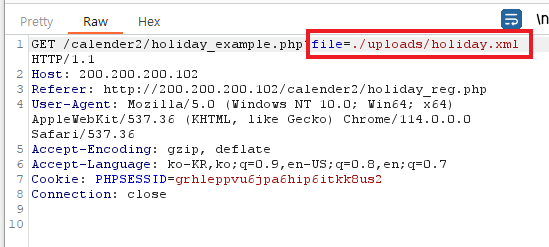 Pretty Raw Hex \n
1 GET /calender2/holiday_example.php?file=./uploads/holiday.xml
HTTP/1.1
2 Host: 200.200.200.102
3 Referer: http://200.200.200.102/calender2/holiday_reg.php
4 User-Agent: Mozilla/5.0 (Windows NT 10.0; Win64; x64)
AppleWebKit/537.36 (KHTML, like Gecko) Chrome/114.0.0.0
Safari/537.36
5 Accept-Encoding: gzip, deflate
6 Accept-Language: ko-KR,ko;q=0.9,en-US;q=0.8,en;q=0.7
7 Cookie: PHPSESSID=grhleppvu6jpa6hip6itkk8us2
8 Connection: close
9
10